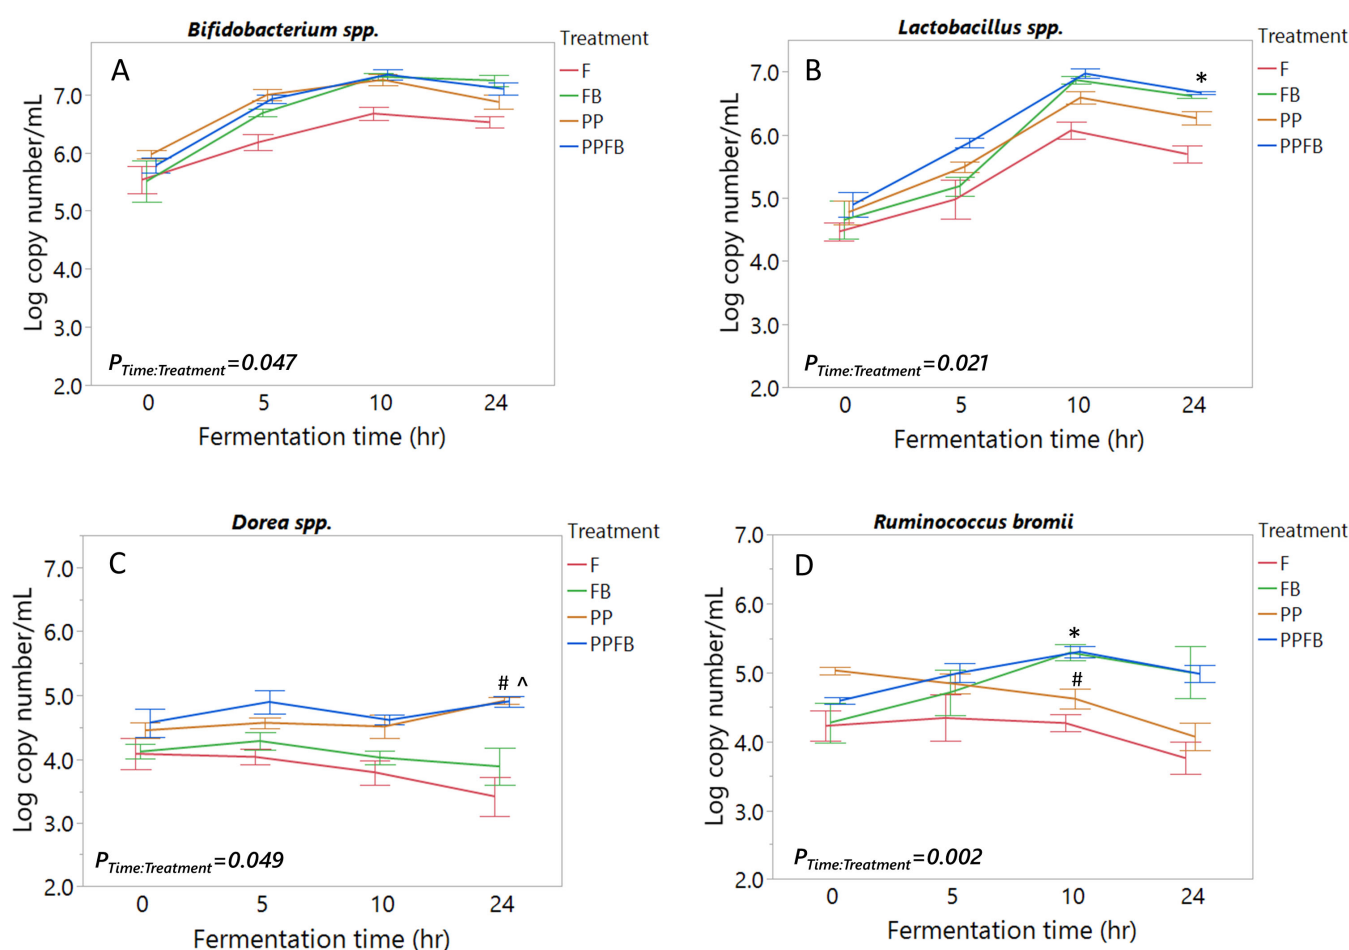 Bifidobacterium spp.
A
Treatment
F
FB
PP
PPFB
Log copy number/mL
7.0
6.0
5.0
4.0
3.0
2.0
P Time:Treatment=0.047
0 5 10 24
Fermentation time (hr)
Lactobacillus spp.
B
*
Treatment
F
FB
PP
PPFB
Log copy number/mL
7.0
6.0
5.0
4.0
3.0
2.0
P Time:Treatment=0.021
0 5 10 24
Fermentation time (hr)
Dorea spp.
C
# ^
Treatment
F
FB
PP
PPFB
Log copy number/mL
7.0
6.0
5.0
4.0
3.0
2.0
P Time:Treatment=0.049
0 5 10 24
Fermentation time (hr)
Ruminococcus bromii
D
*
#
Treatment
F
FB
PP
PPFB
Log copy number/mL
7.0
6.0
5.0
4.0
3.0
2.0
P Time:Treatment=0.002
0 5 10 24
Fermentation time (hr)